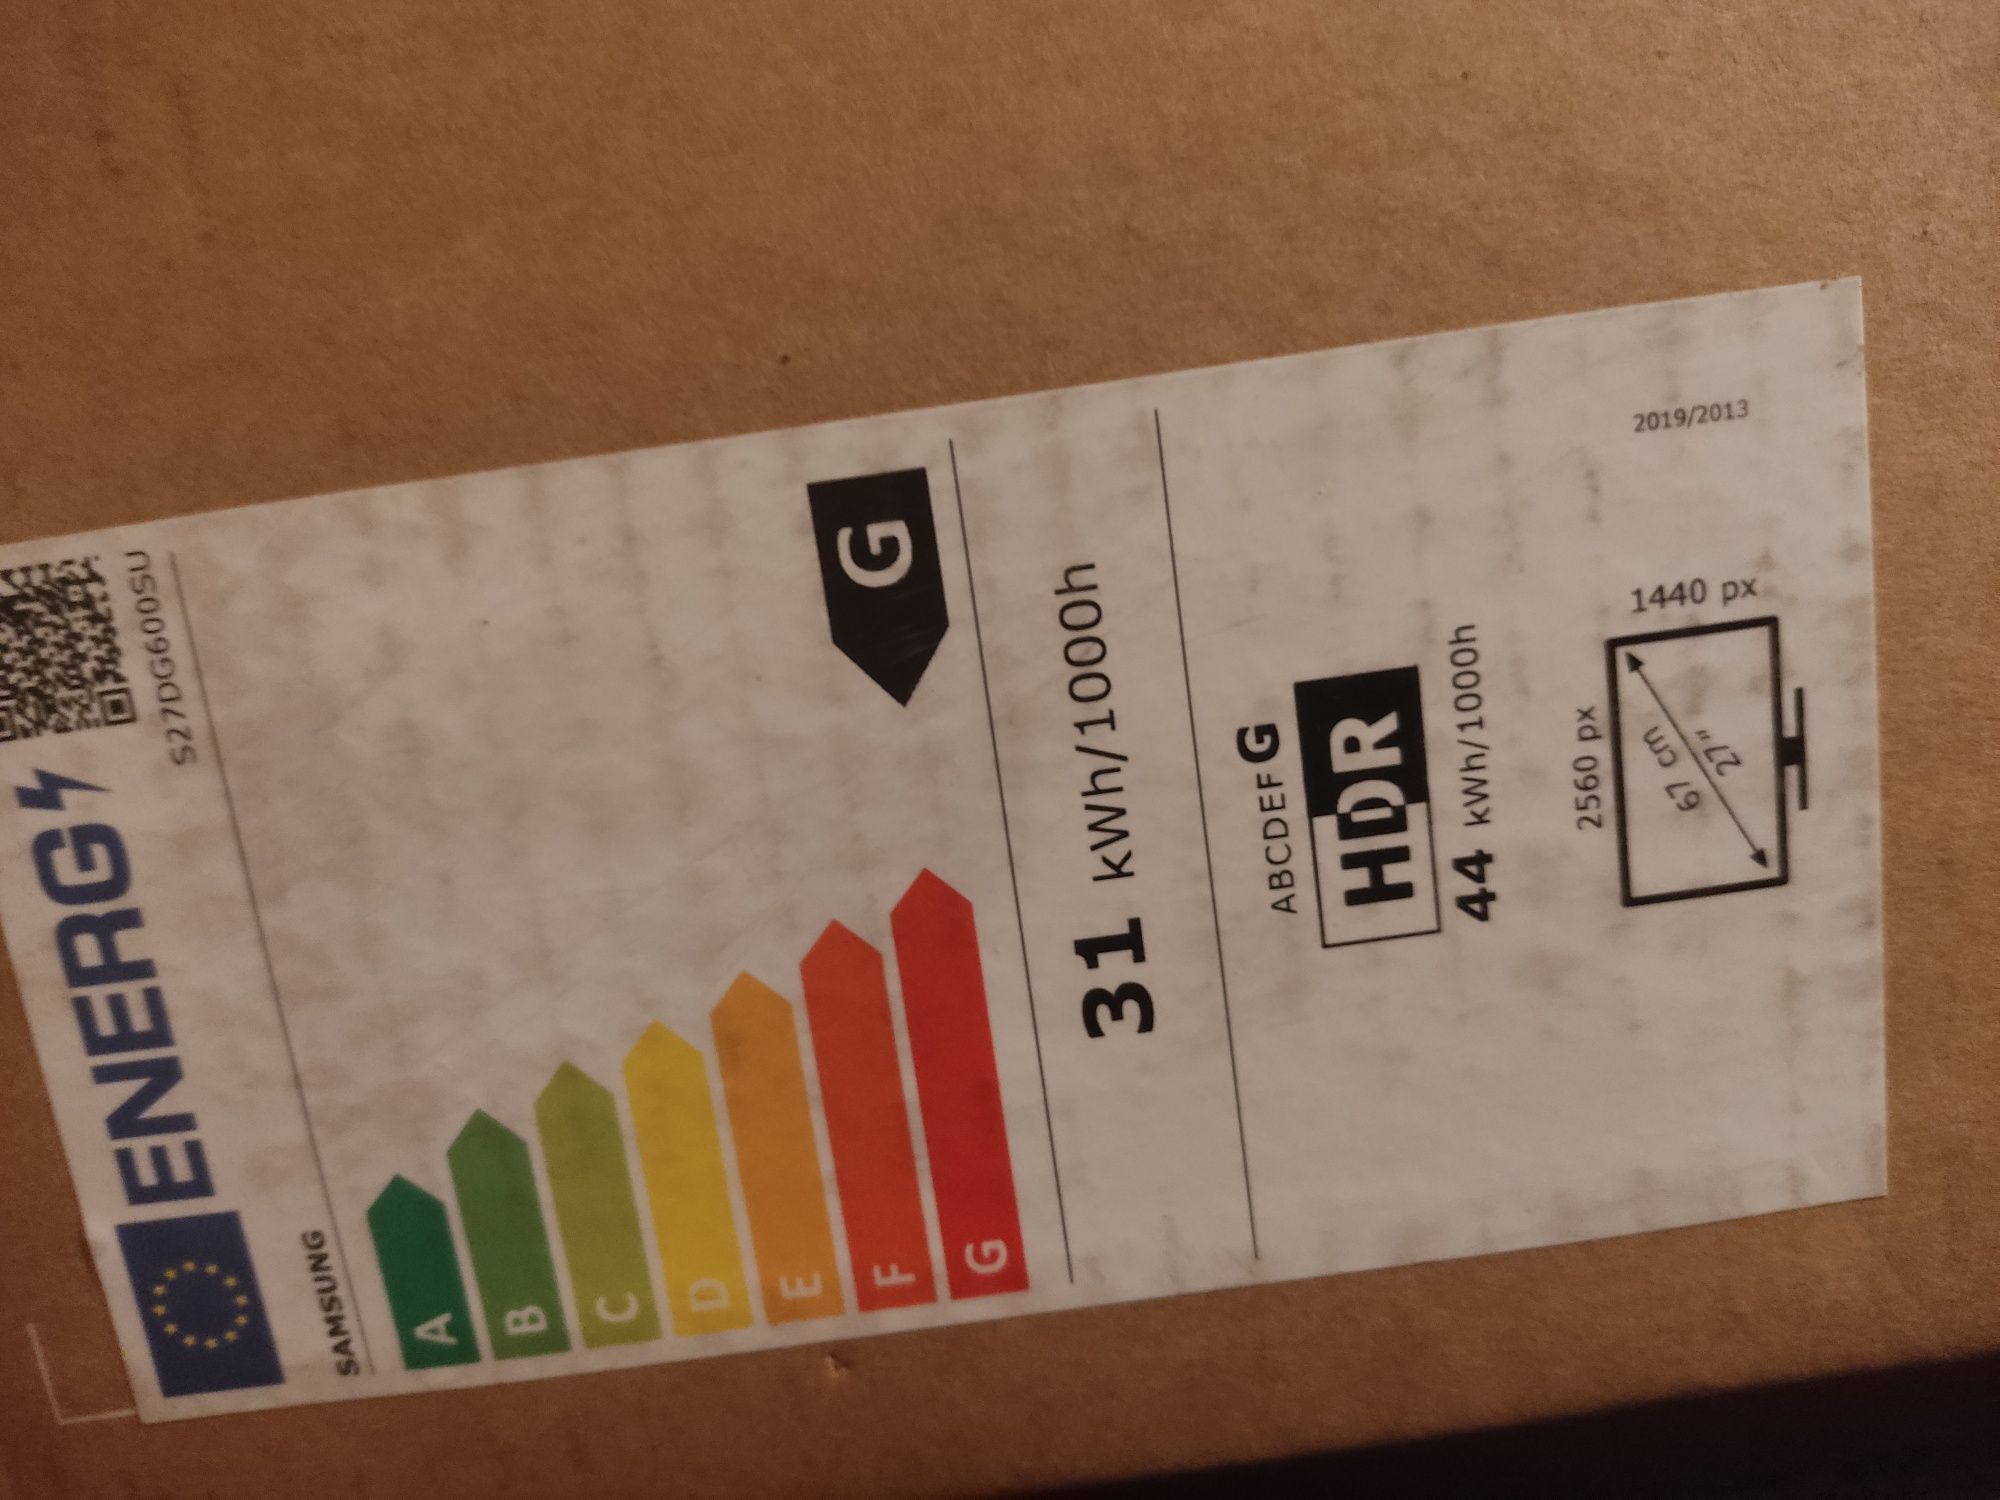 ENERG
SAMSUNG
S27DG600SU
A
B
C
D
E
F
G
G
31 kWh/1000h
ABCDEFG
HDR
44 kWh/1000h
2560 px
1440 px
67 cm
27"
2019/2013